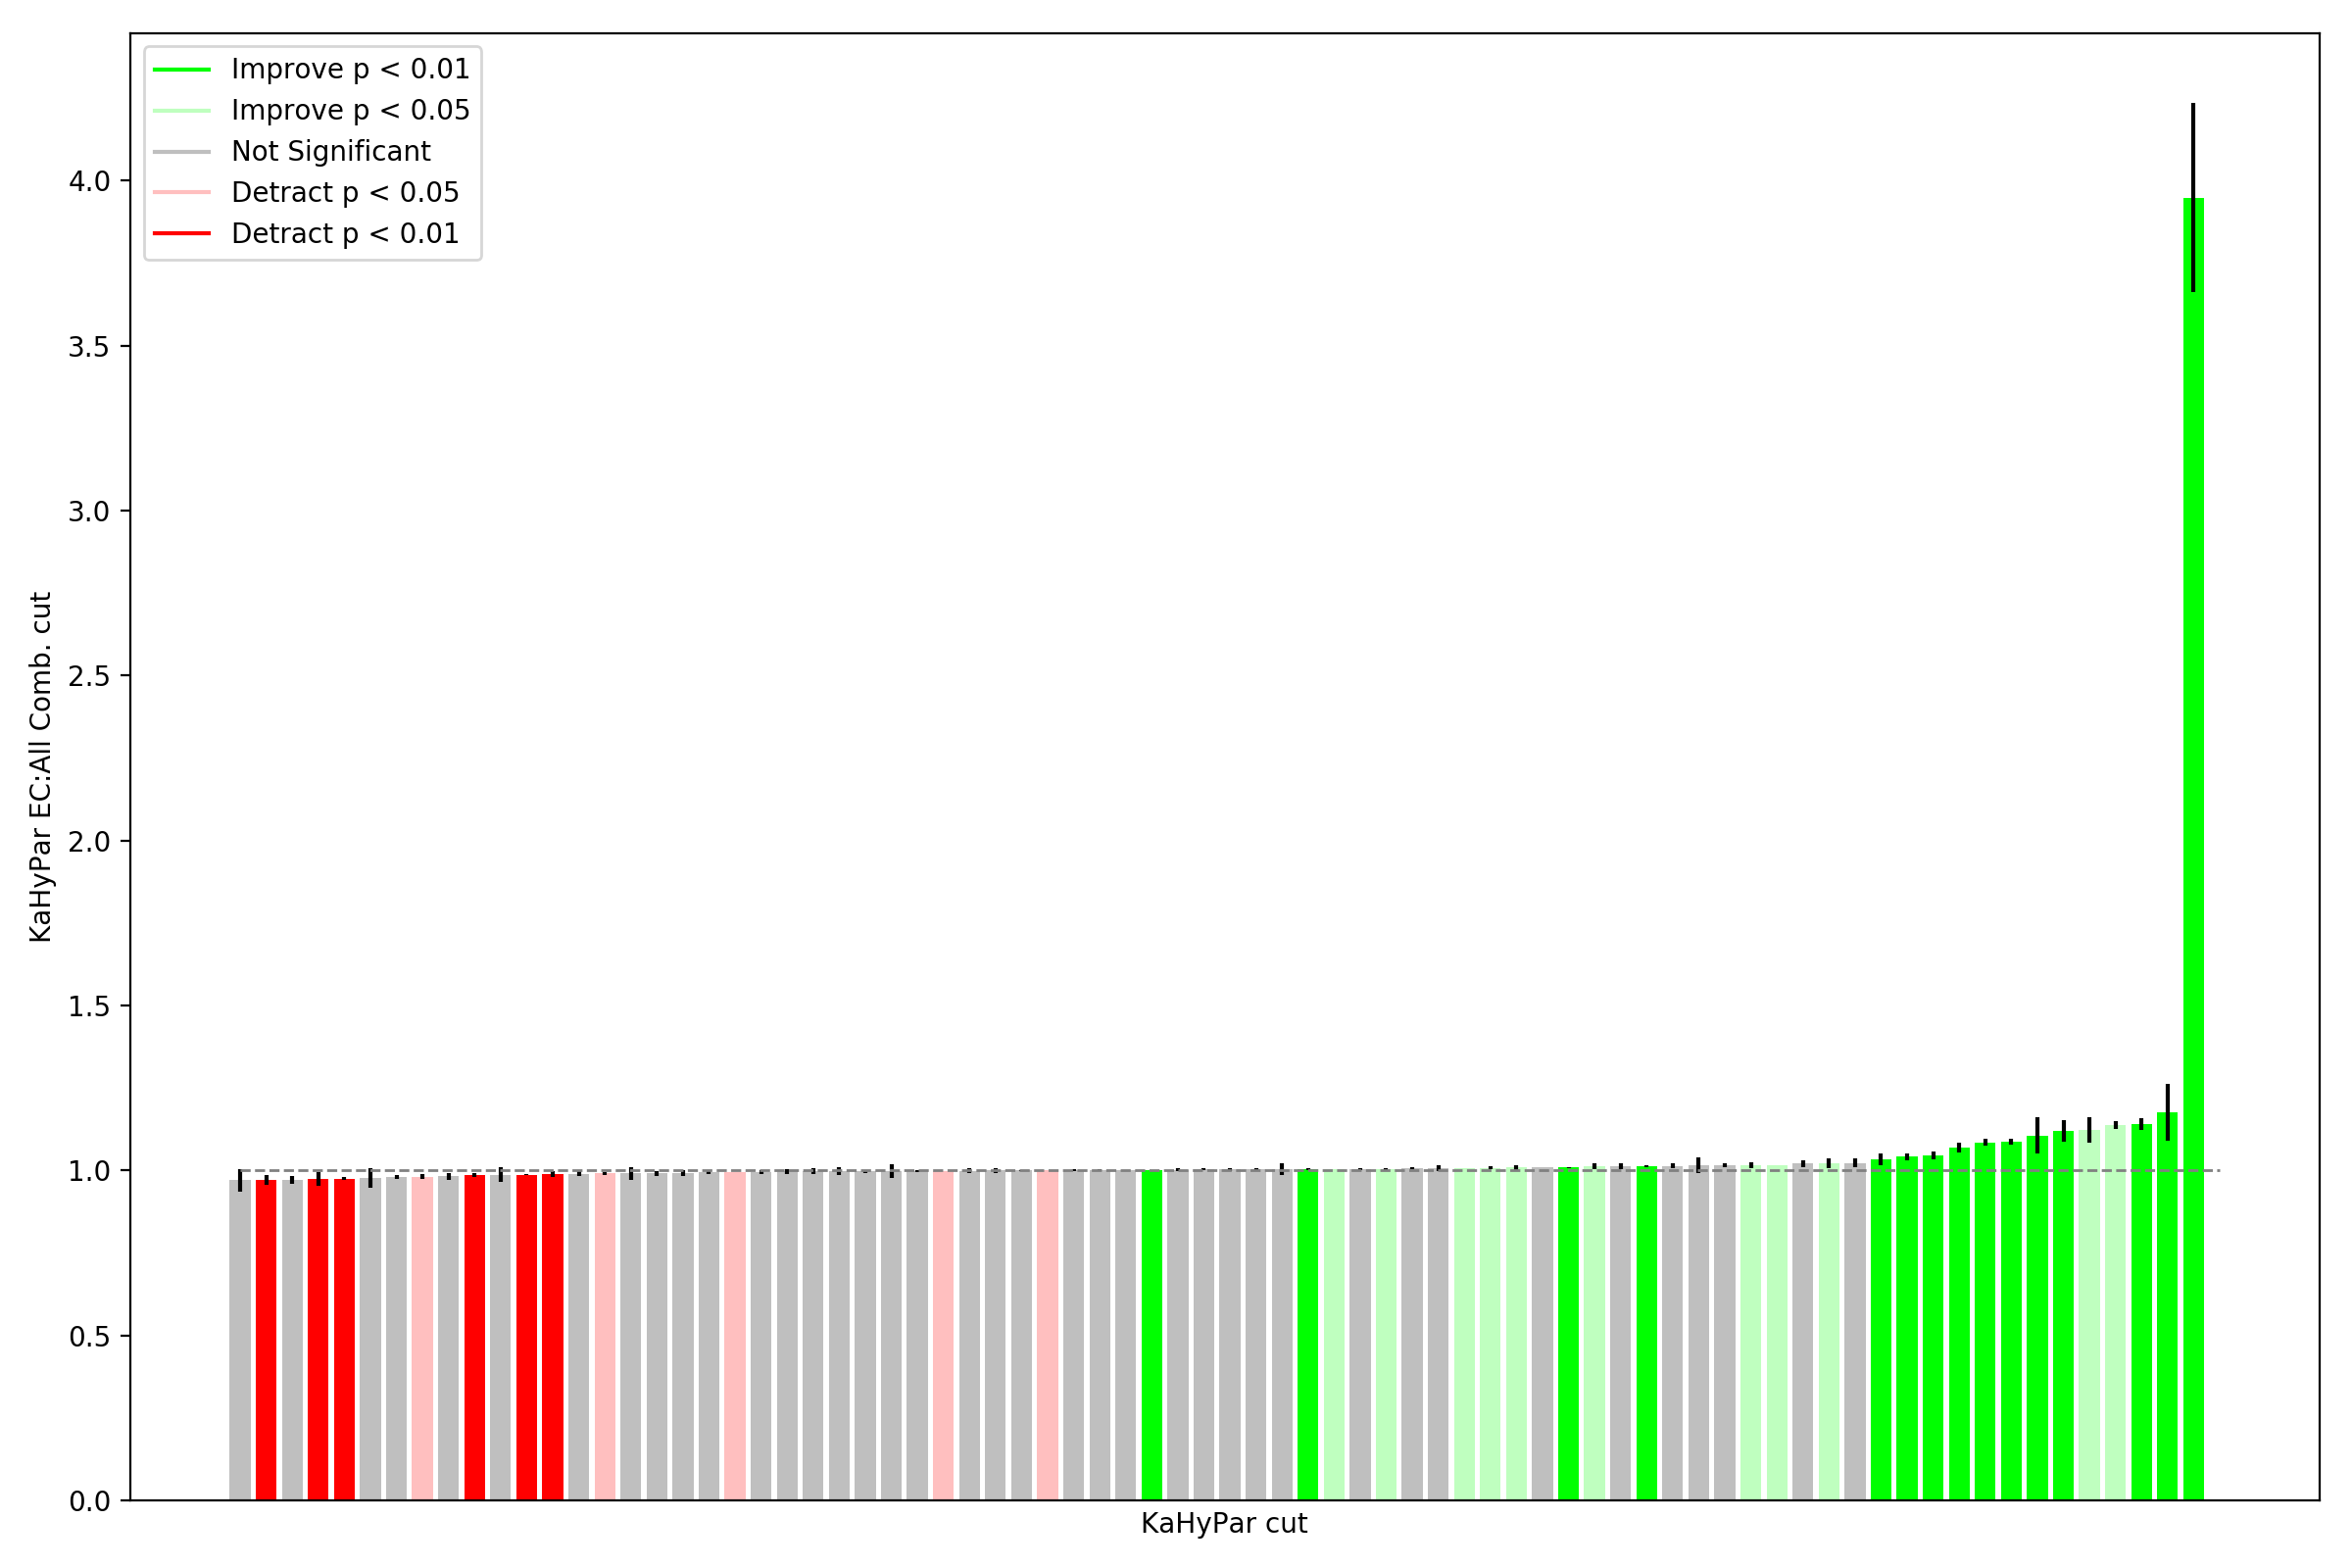 Improve p < 0.01
Improve p < 0.05
Not Significant
Detract p < 0.05
Detract p < 0.01
KaHyPar EC:All Comb. cut
4.0
3.5
3.0
2.5
2.0
1.5
1.0
0.5
0.0
KaHyPar cut